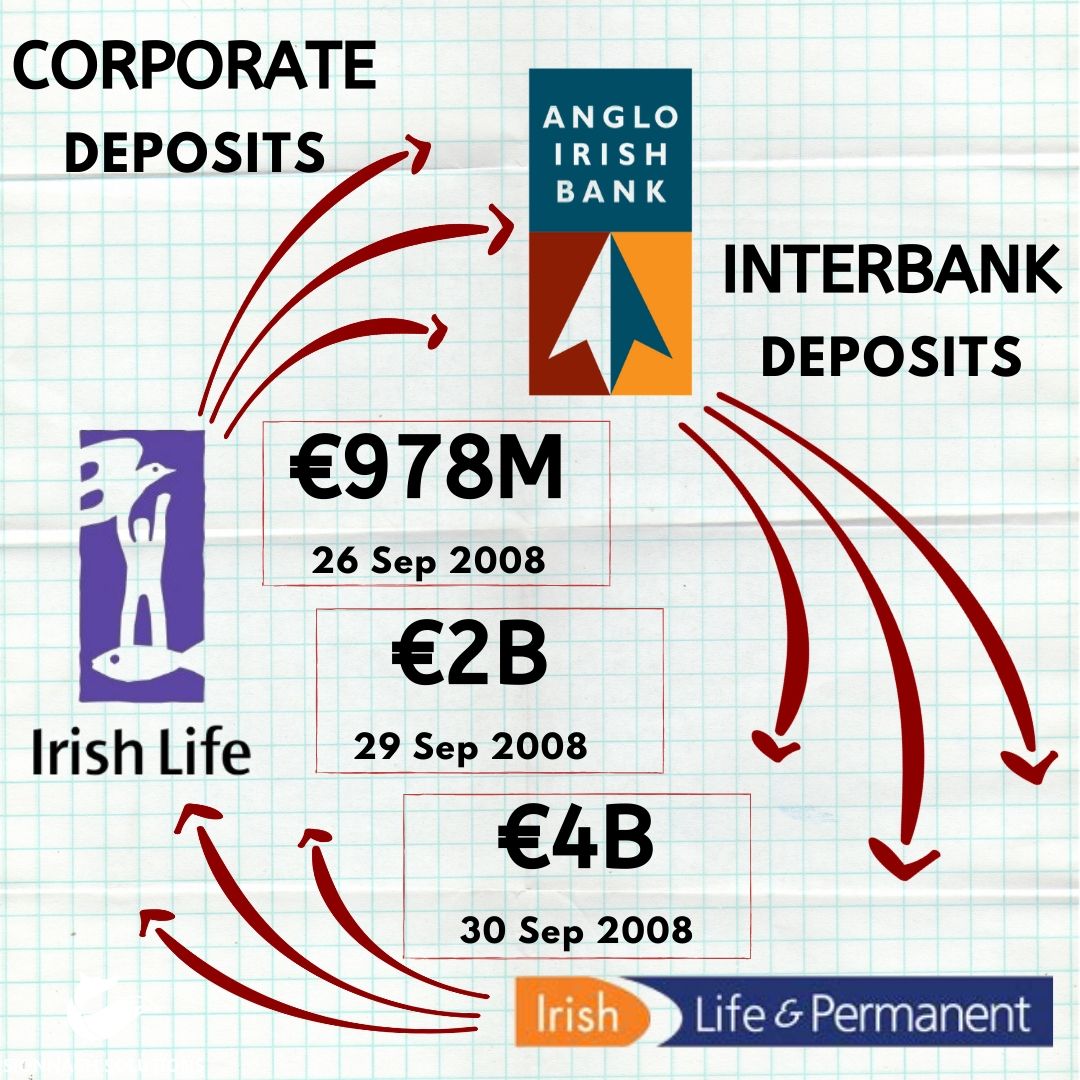 CORPORATE
DEPOSITS
ANGLO
IRISH
BANK
INTERBANK
DEPOSITS
€978M
26 Sep 2008
€2B
29 Sep 2008
Irish Life
€4B
30 Sep 2008
Irish Life & Permanent